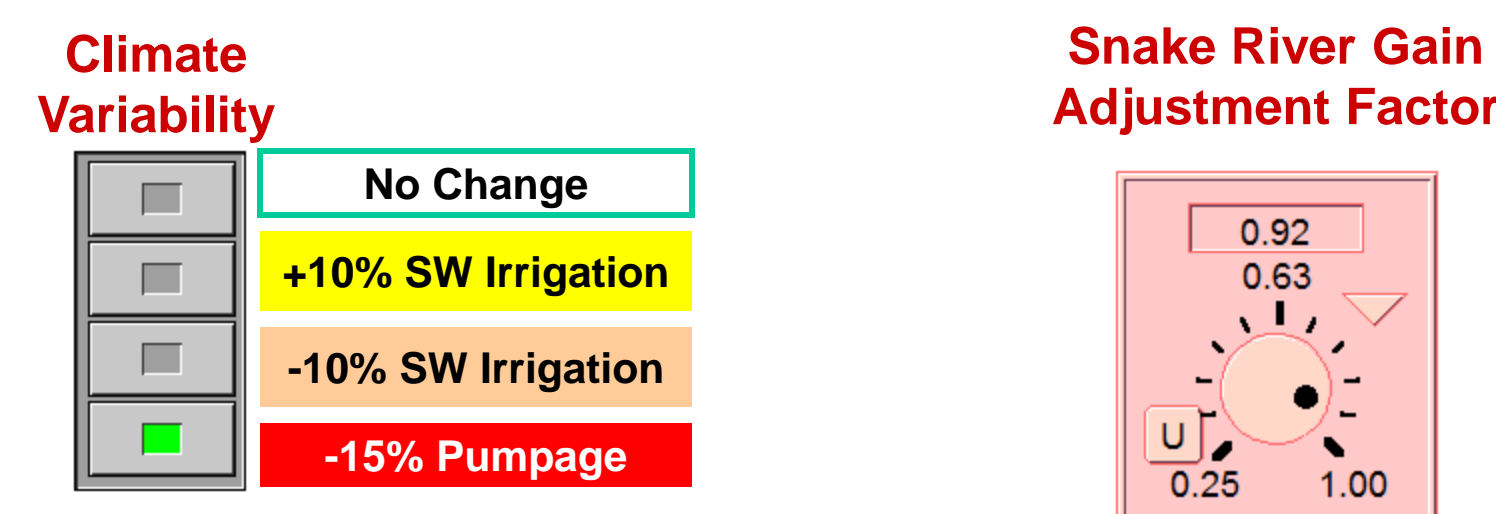 Climate
Variability
No Change
+10% SW Irrigation
-10% SW Irrigation
-15% Pumpage
Snake River Gain
Adjustment Factor
0.92
0.63
U
0.25 1.00